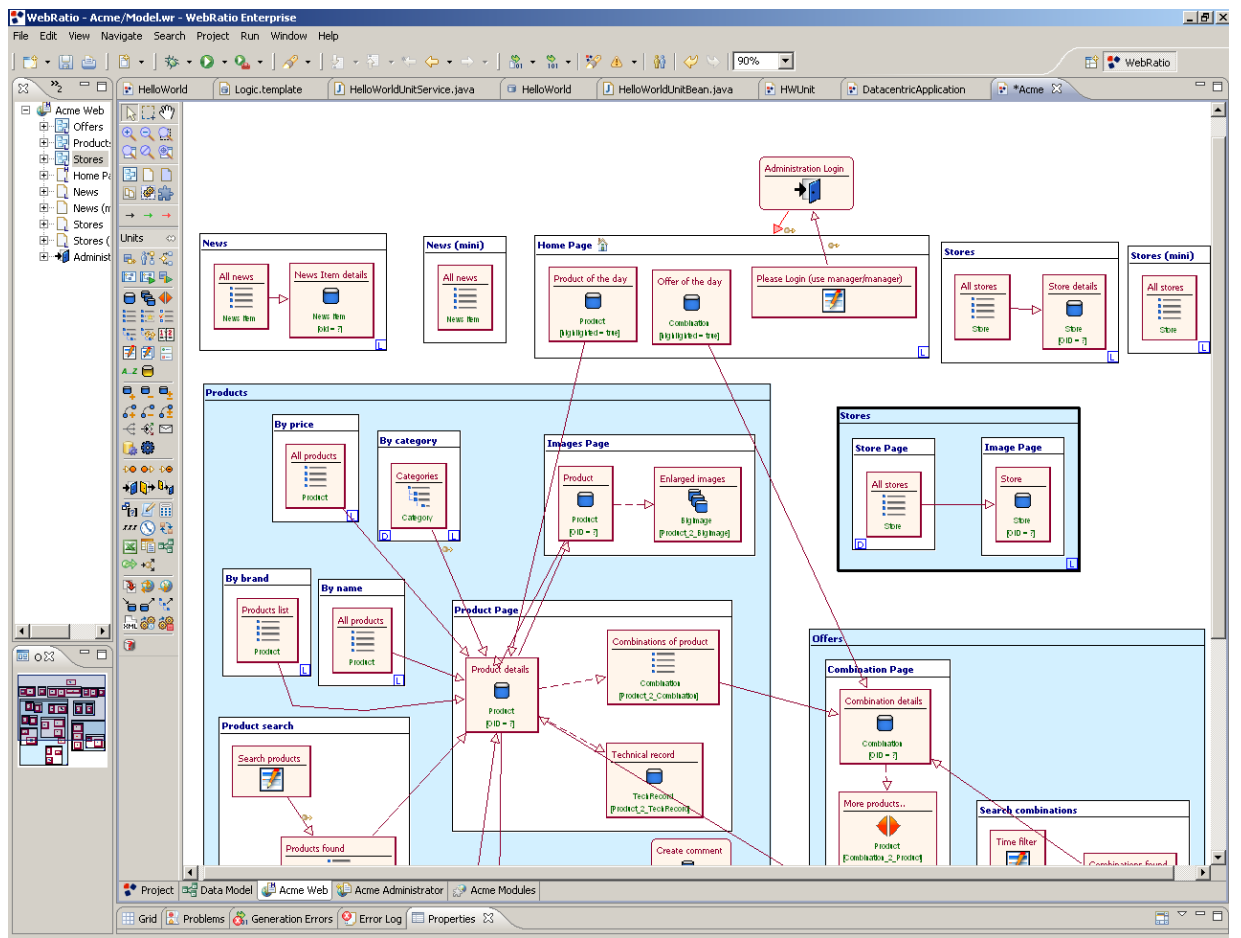 WebRatio - Acme/Model.wr - WebRatio Enterprise
File Edit View Navigate Search Project Run Window Help
90%
WebRatio
HelloWorld
Logic.template
HelloWorldUnitService.java
HelloWorld
HelloWorldUnitBean.java
HWUnit
DatacentricApplication
*Acme
Acme Web
Offers
Product:
Stores
Home Pa
News
News (m
Stores
Stores (
Administ
Units
Administration Login
News
All news
News Item
News Item details
News Item
[oid = ?]
L
News (mini)
All news
News Item
Home Page
Product of the day
Product
[highlighted = true]
Offer of the day
Combination
[highlighted = true]
Please Login (use manager/manager)
L
Stores
All stores
Store
Store details
Store
[OID = ?]
L
Stores (mini)
All stores
Store
L
Products
By price
All products
Product
L
By category
Categories
Category
D
L
Images Page
Product
Product
[OID = ?]
Enlarged images
BigImage
[Product_2_BigImage]
Stores
Store Page
All stores
Store
D
Image Page
Store
Store
[OID = ?]
L
By brand
Products list
Product
L
By name
All products
Product
L
Product Page
Product details
Product
[OID = ?]
Combinations of product
Combination
[Product_2_Combination]
Technical record
TechRecord
[Product_2_TechRecord]
Create comment
Product search
Search products
Products found
Offers
Combination Page
Combination details
Combination
[OID = ?]
More products..
Product
[Combination_2_Product]
Search combinations
Time filter
Combinations found
Project
Data Model
Acme Web
Acme Administrator
Acme Modules
Grid
Problems
Generation Errors
Error Log
Properties